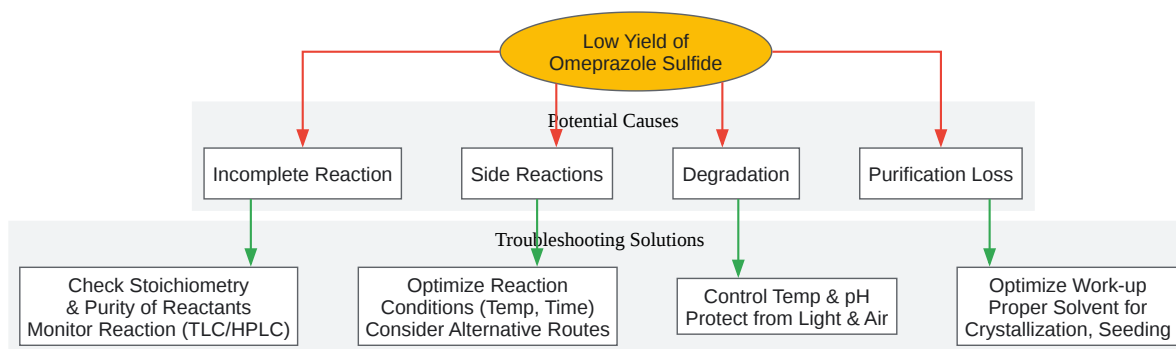 Low Yield of
Omeprazole Sulfide
Potential Causes
Incomplete Reaction
Side Reactions
Degradation
Purification Loss
Troubleshooting Solutions
Check Stoichiometry
& Purity of Reactants
Monitor Reaction (TLC/HPLC)
Optimize Reaction
Conditions (Temp, Time)
Consider Alternative Routes
Control Temp & pH
Protect from Light & Air
Optimize Work-up
Proper Solvent for
Crystallization, Seeding